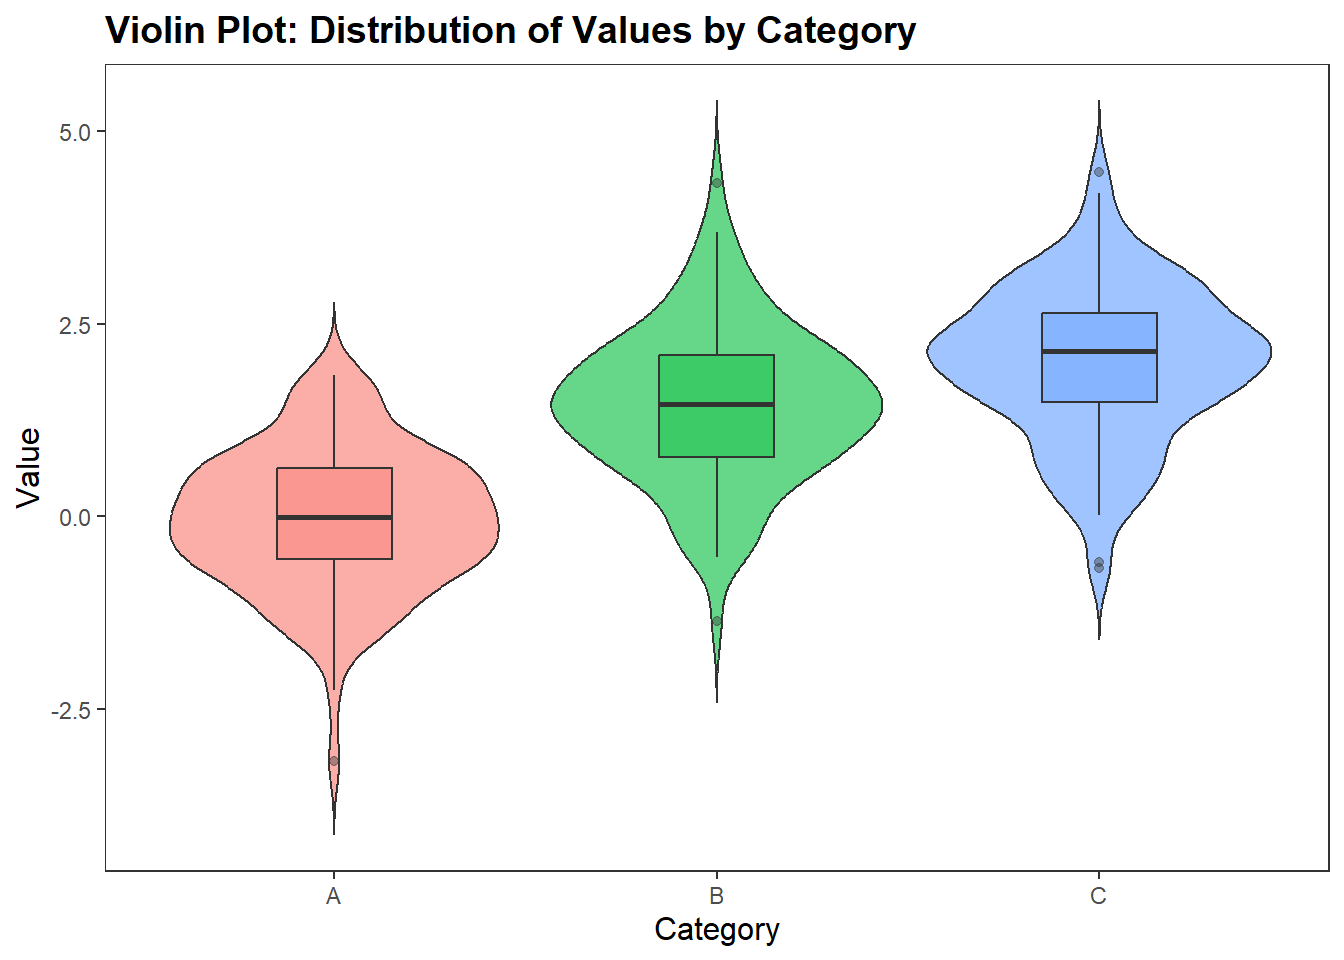 Violin Plot: Distribution of Values by Category
Value
5.0
2.5
0.0
-2.5
A
B
C
Category